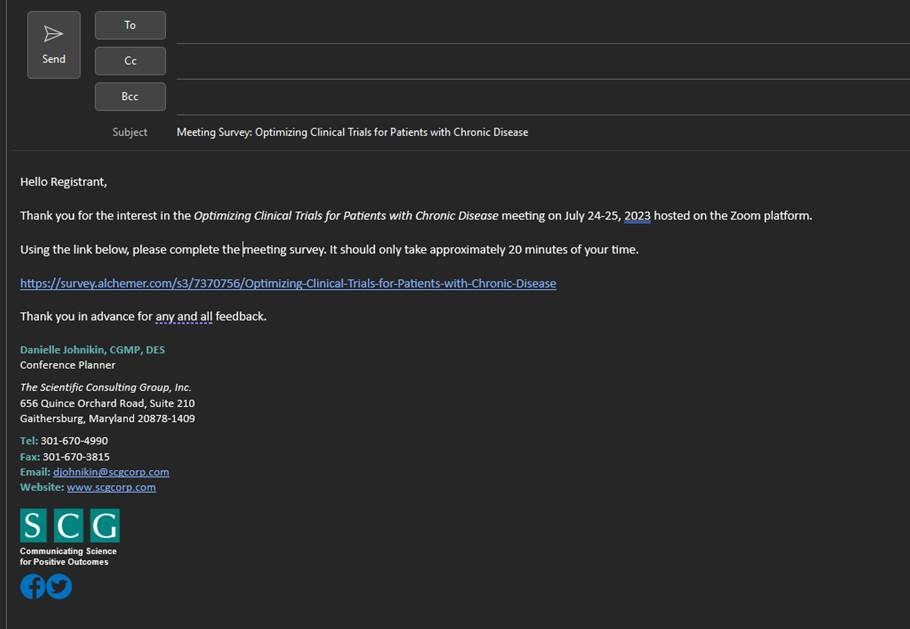 To
Send
Cc
Bcc
Subject Meeting Survey: Optimizing Clinical Trials for Patients with Chronic Disease
Hello Registrant,
Thank you for the interest in the Optimizing Clinical Trials for Patients with Chronic Disease meeting on July 24-25, 2023 hosted on the Zoom platform.
Using the link below, please complete the meeting survey. It should only take approximately 20 minutes of your time.
https://survey.alchemer.com/s3/7370756/Optimizing-Clinical-Trials-for-Patients-with-Chronic-Disease
Thank you in advance for any and all feedback.
Danielle Johnikin, CGMP, DES
Conference Planner
The Scientific Consulting Group, Inc.
656 Quince Orchard Road, Suite 210
Gaithersburg, Maryland 20878-1409
Tel: 301-670-4990
Fax: 301-670-3815
Email: djohnikin@scgcorp.com
Website: www.scgcorp.com
S C G
Communicating Science
for Positive Outcomes